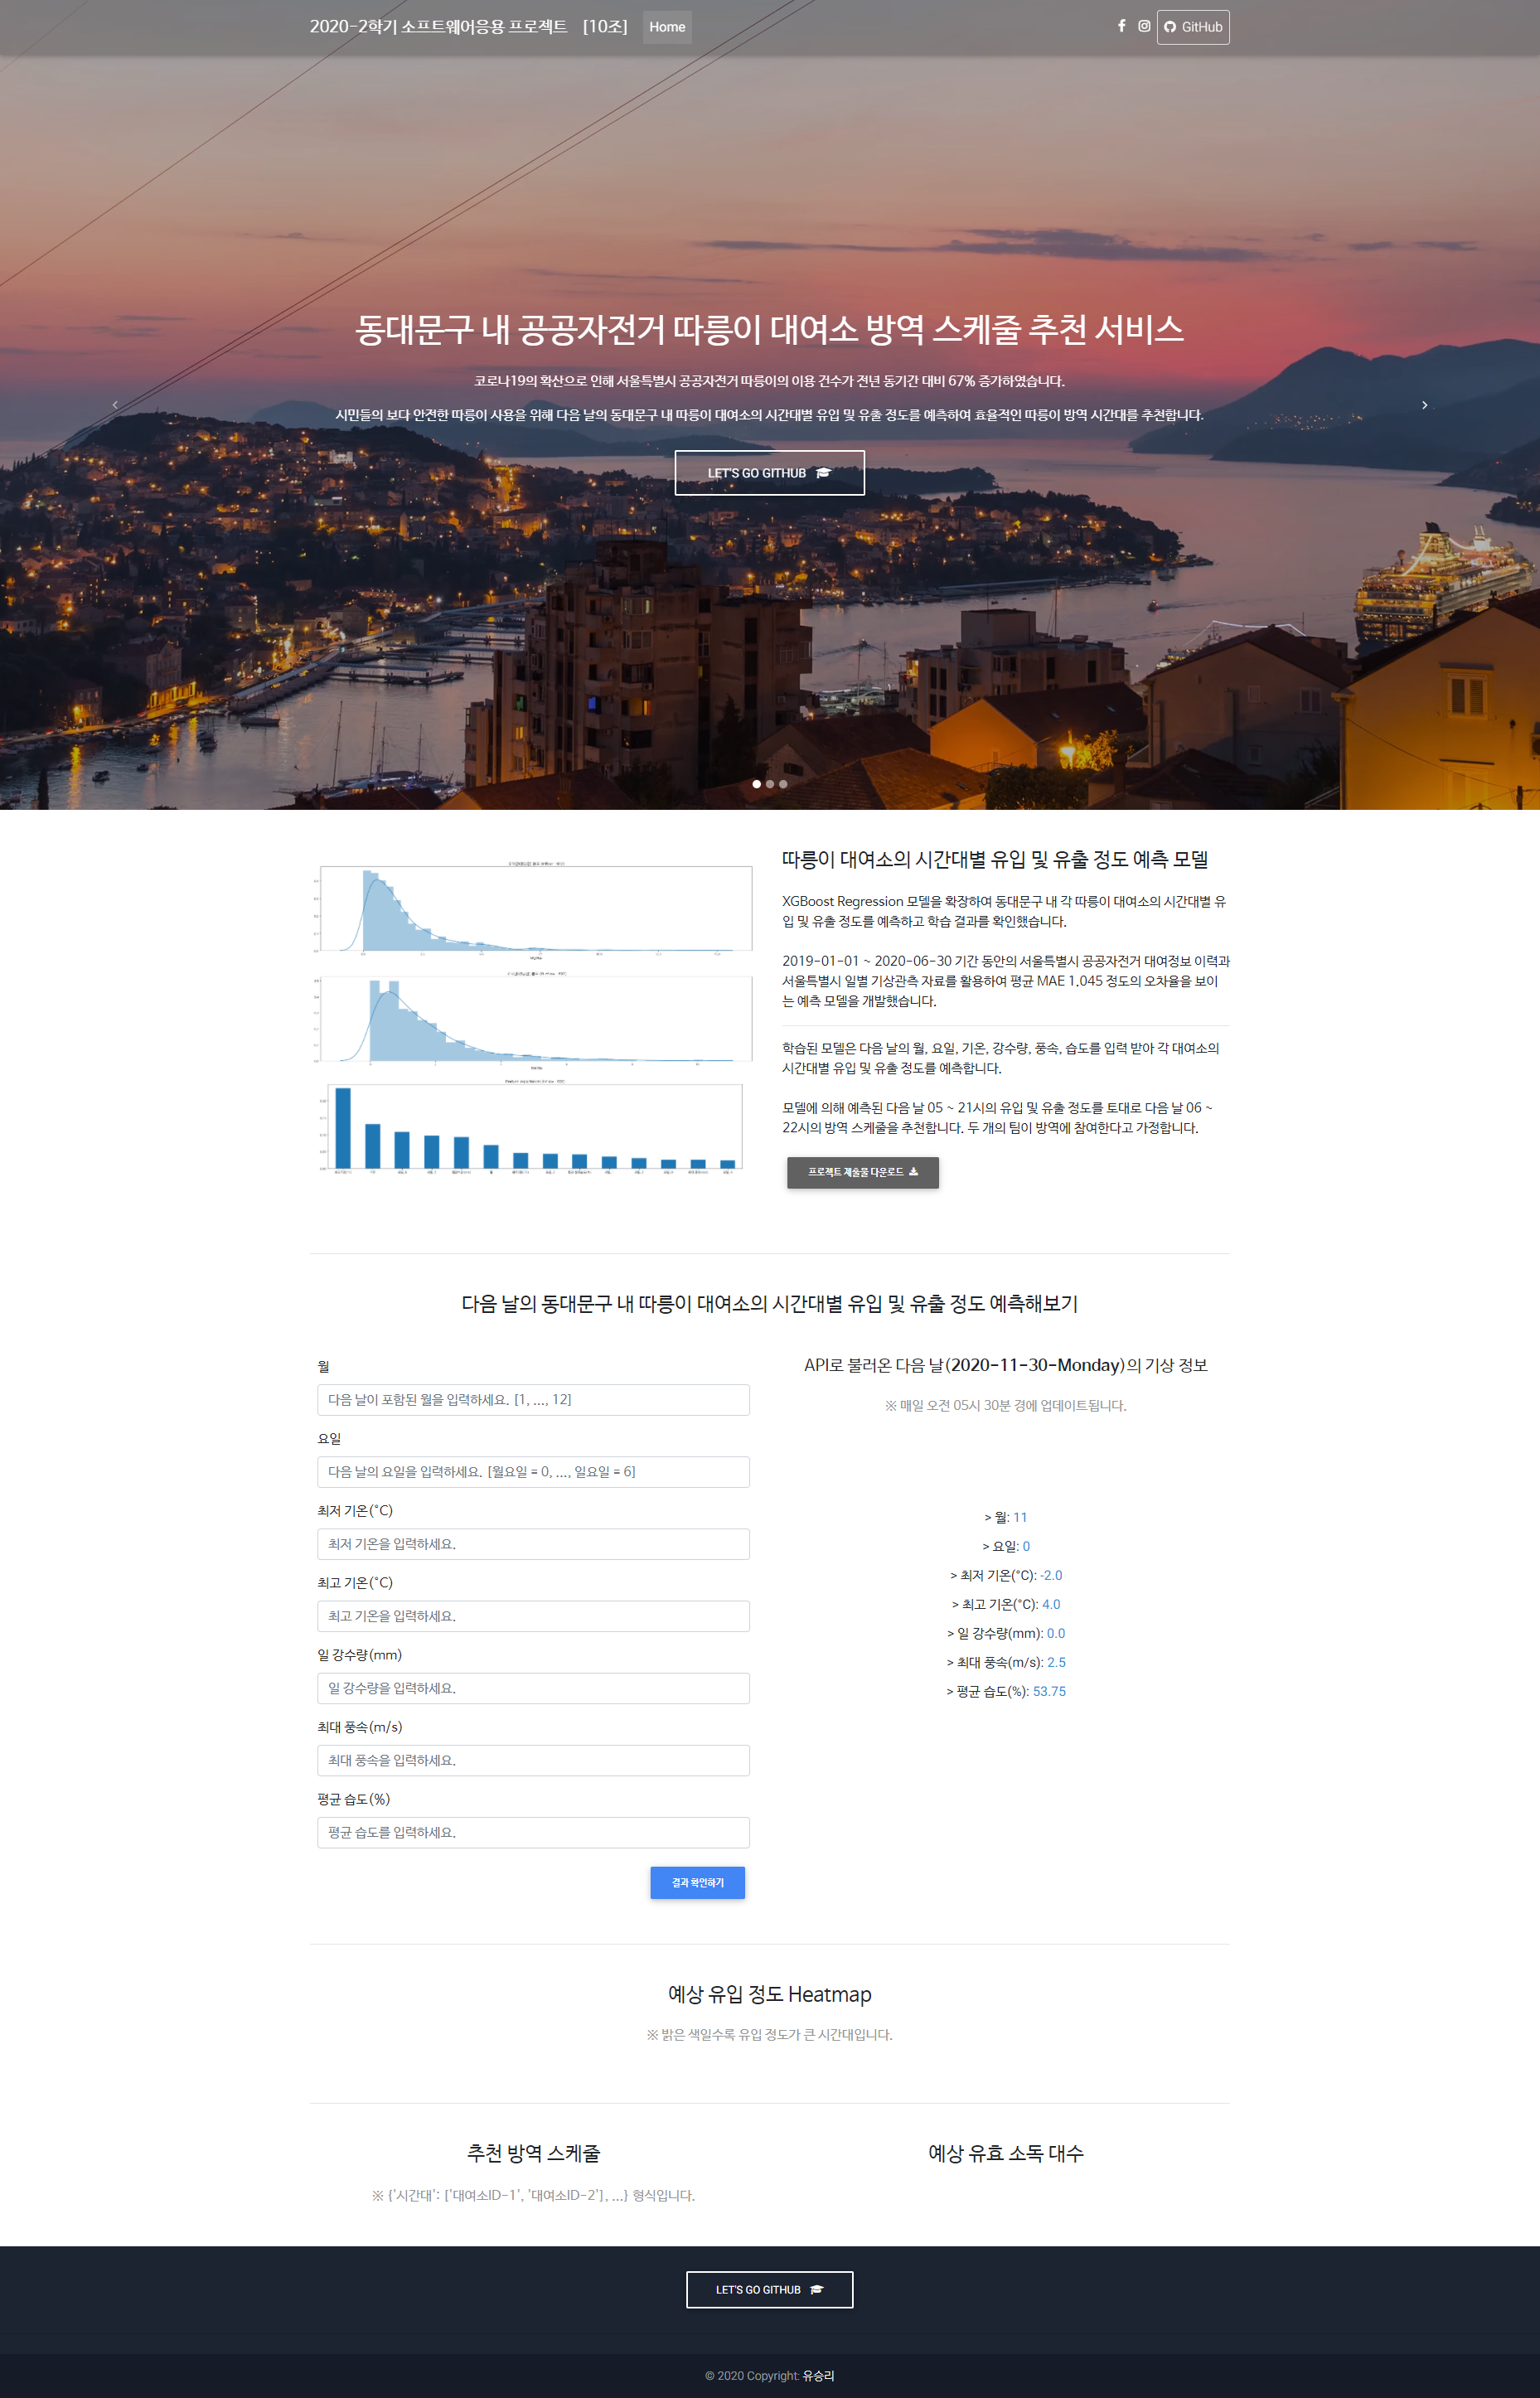 2020-2학기 소프트웨어응용 프로젝트 [10조] Home GitHub
동대문구 내 공공자전거 따릉이 대여소 방역 스케줄 추천 서비스
코로나19의 확산으로 인해 서울특별시 공공자전거 따릉이의 이용 건수가 전년 동기간 대비 67% 증가하였습니다.
시민들의 보다 안전한 따릉이 사용을 위해 다음 날의 동대문구 내 따릉이 대여소의 시간대별 유입 및 유출 정도를 예측하여 효율적인 따릉이 방역 시간대를 추천합니다.
LET'S GO GITHUB
따릉이 대여소의 시간대별 유입 및 유출 정도 예측 모델
XGBoost Regression 모델을 확장하여 동대문구 내 각 따릉이 대여소의 시간대별 유
입 및 유출 정도를 예측하고 학습 결과를 확인했습니다.
2019-01-01 ~ 2020-06-30 기간 동안의 서울특별시 공공자전거 대여정보 이력과
서울특별시 일별 기상관측 자료를 활용하여 평균 MAE 1.045 정도의 오차율을 보이
는 예측 모델을 개발했습니다.
학습된 모델은 다음 날의 월, 요일, 기온, 강수량, 풍속, 습도를 입력 받아 각 대여소의
시간대별 유입 및 유출 정도를 예측합니다.
모델에 의해 예측된 다음 날 05 ~ 21시의 유입 및 유출 정도를 토대로 다음 날 06 ~
22시의 방역 스케줄을 추천합니다. 두 개의 팀이 방역에 참여한다고 가정합니다.
프로젝트 제출물 다운로드
다음 날의 동대문구 내 따릉이 대여소의 시간대별 유입 및 유출 정도 예측해보기
월
다음 날이 포함된 월을 입력하세요. [1, ..., 12]
요일
다음 날의 요일을 입력하세요. [월요일 = 0, ..., 일요일 = 6]
최저 기온(°C)
최저 기온을 입력하세요.
최고 기온(°C)
최고 기온을 입력하세요.
일 강수량(mm)
일 강수량을 입력하세요.
최대 풍속(m/s)
최대 풍속을 입력하세요.
평균 습도(%)
평균 습도를 입력하세요.
결과 확인하기
API로 불러온 다음 날(2020-11-30-Monday)의 기상 정보
※ 매일 오전 05시 30분 경에 업데이트됩니다.
> 월: 11
> 요일: 0
> 최저 기온(°C): -2.0
> 최고 기온(°C): 4.0
> 일 강수량(mm): 0.0
> 최대 풍속(m/s): 2.5
> 평균 습도(%): 53.75
예상 유입 정도 Heatmap
※ 밝은 색일수록 유입 정도가 큰 시간대입니다.
추천 방역 스케줄
※ {'시간대': ['대여소ID-1', '대여소ID-2'], ...} 형식입니다.
예상 유효 소독 대수
LET'S GO GITHUB
© 2020 Copyright: 유승리